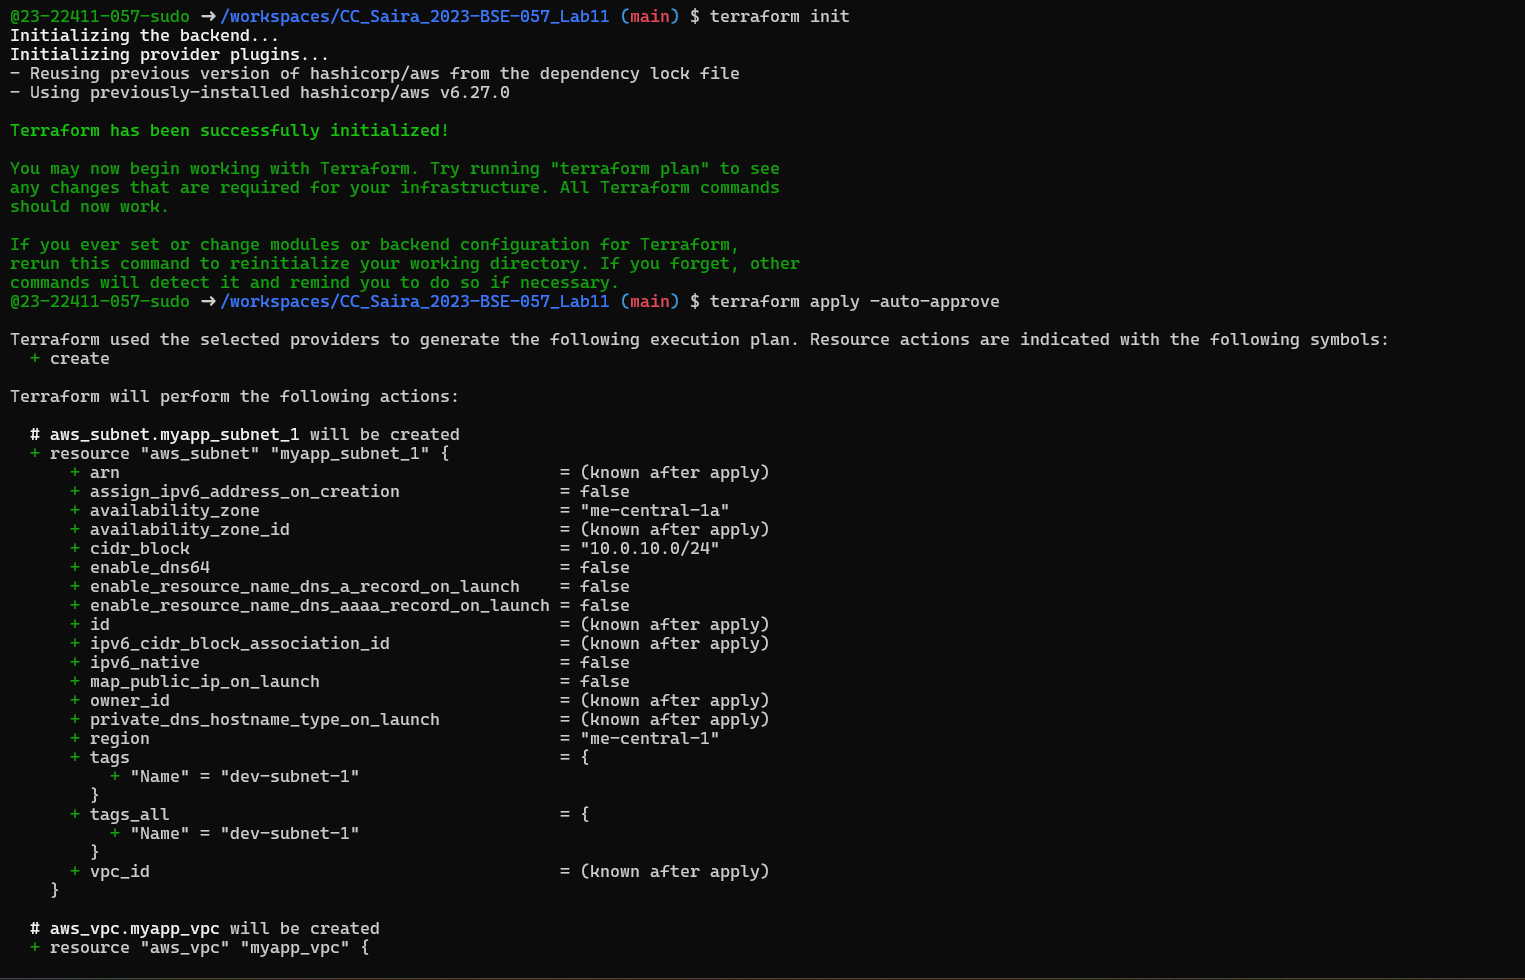 @23-22411-057-sudo ➜ /workspaces/CC_Saira_2023-BSE-057_Lab11 (main) $ terraform init
Initializing the backend...
Initializing provider plugins...
- Reusing previous version of hashicorp/aws from the dependency lock file
- Using previously-installed hashicorp/aws v6.27.0

Terraform has been successfully initialized!

You may now begin working with Terraform. Try running "terraform plan" to see
any changes that are required for your infrastructure. All Terraform commands
should now work.

If you ever set or change modules or backend configuration for Terraform,
rerun this command to reinitialize your working directory. If you forget, other
commands will detect it and remind you to do so if necessary.
@23-22411-057-sudo ➜ /workspaces/CC_Saira_2023-BSE-057_Lab11 (main) $ terraform apply -auto-approve

Terraform used the selected providers to generate the following execution plan. Resource actions are indicated with the following symbols:
  + create

Terraform will perform the following actions:

  # aws_subnet.myapp_subnet_1 will be created
  + resource "aws_subnet" "myapp_subnet_1" {
      + arn                                            = (known after apply)
      + assign_ipv6_address_on_creation                = false
      + availability_zone                              = "me-central-1a"
      + availability_zone_id                           = (known after apply)
      + cidr_block                                     = "10.0.10.0/24"
      + enable_dns64                                   = false
      + enable_resource_name_dns_a_record_on_launch    = false
      + enable_resource_name_dns_aaaa_record_on_launch = false
      + id                                             = (known after apply)
      + ipv6_cidr_block_association_id                 = (known after apply)
      + ipv6_native                                    = false
      + map_public_ip_on_launch                        = false
      + owner_id                                       = (known after apply)
      + private_dns_hostname_type_on_launch            = (known after apply)
      + region                                         = "me-central-1"
      + tags                                           = {
          + "Name" = "dev-subnet-1"
        }
      + tags_all                                       = {
          + "Name" = "dev-subnet-1"
        }
      + vpc_id                                         = (known after apply)
    }

  # aws_vpc.myapp_vpc will be created
  + resource "aws_vpc" "myapp_vpc" {